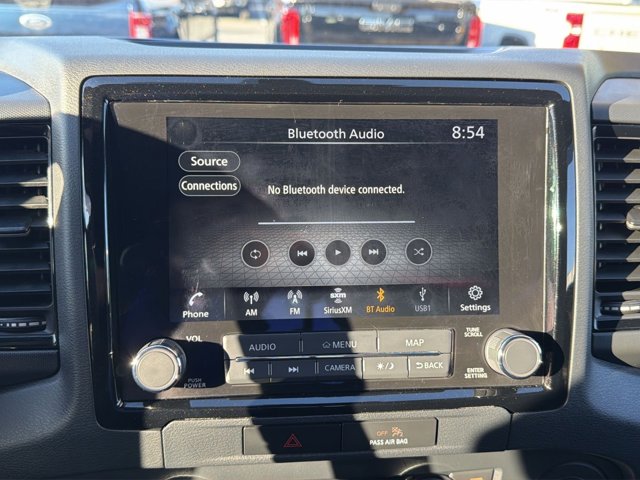 Bluetooth Audio
8:54
Source
Connections
No Bluetooth device connected.
Phone
AM
FM
sxm
SiriusXM
BT Audio
USB1
Settings
VOL
TUNE
SCROLL
AUDIO
MENU
MAP
CAMERA
BACK
PUSH
POWER
ENTER
SETTING
OFF
PASS AIR BAG